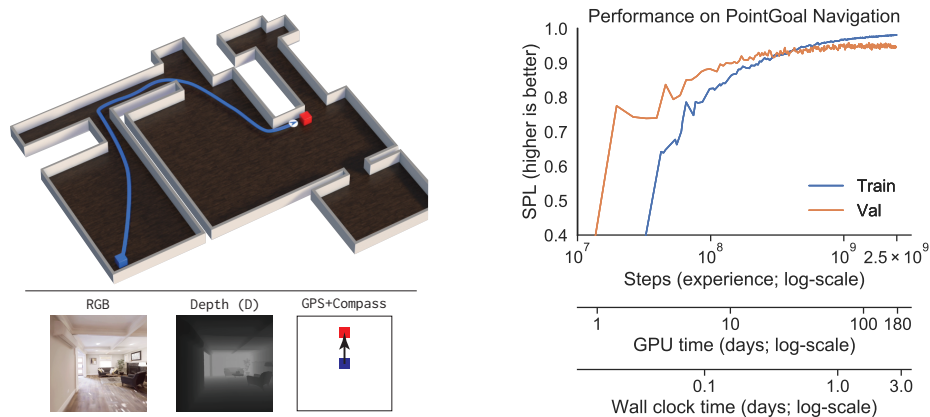 RGB
Depth (D)
GPS+Compass
Performance on PointGoal Navigation
SPL (higher is better)
1.0
0.9
0.8
0.7
0.6
0.5
0.4
Train
Val
10^7
10^8
10^9
2.5 × 10^9
Steps (experience; log-scale)
1
10
100
180
GPU time (days; log-scale)
0.1
1.0
3.0
Wall clock time (days; log-scale)